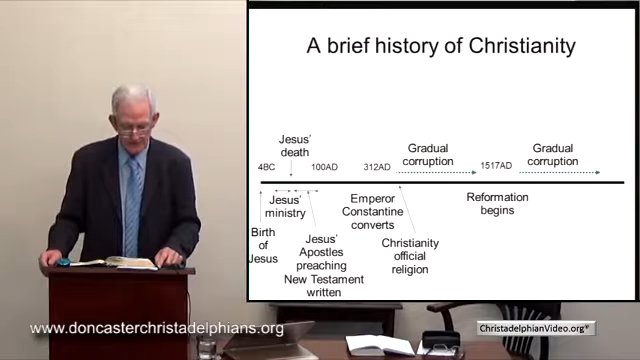 A brief history of Christianity
Jesus'
death
Gradual
corruption
Gradual
corruption
4BC
100AD
312AD
1517AD
Jesus'
ministry
Emperor
Constantine
converts
Reformation
begins
Birth
of
Jesus
Jesus'
Apostles
preaching
New Testament
written
Christianity
official
religion
www.doncasterchristadelphians.org
ChristadelphianVideo.org®